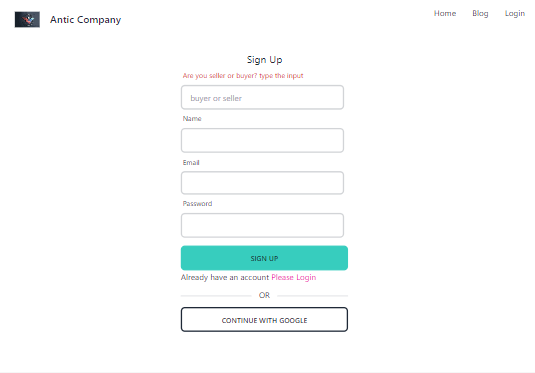 Antic Company
Home Blog Login
Sign Up
Are you seller or buyer? type the input
buyer or seller
Name
Email
Password
SIGN UP
Already have an account Please Login
OR
CONTINUE WITH GOOGLE